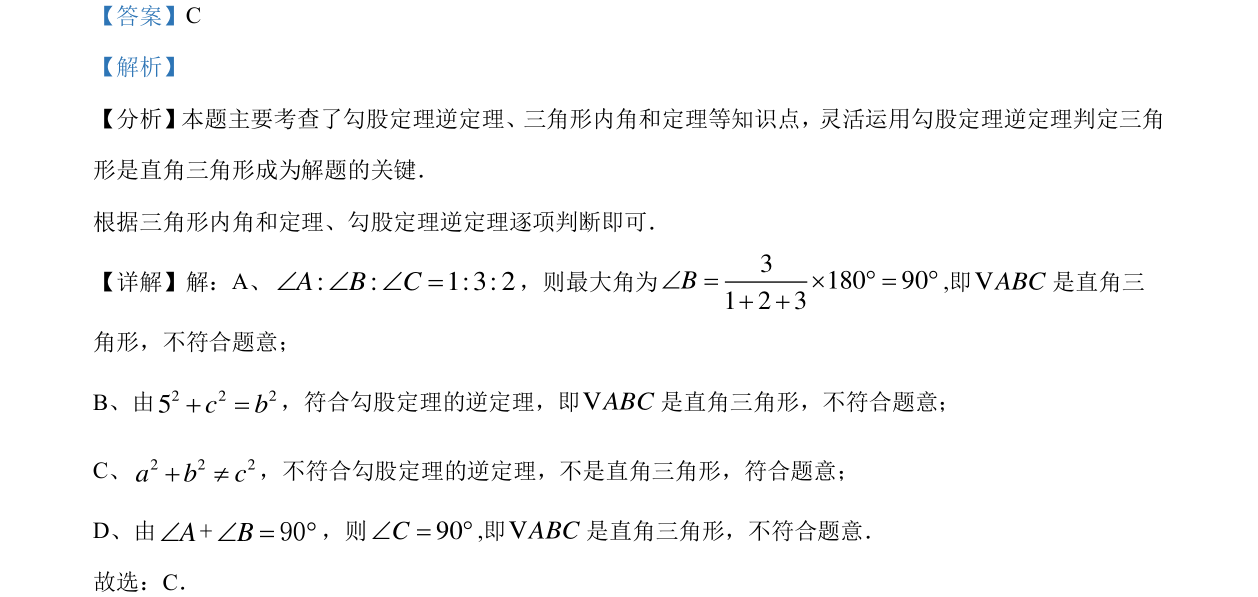 【答案】C
【解析】
【分析】本题主要考查了勾股定理逆定理、三角形内角和定理等知识点，灵活运用勾股定理逆定理判定三角
形是直角三角形成为解题的关键．
根据三角形内角和定理、勾股定理逆定理逐项判断即可．
【详解】解：A、∠A:∠B:∠C=1:3:2，则最大角为∠B=3/(1+2+3)×180°=90°,即VABC 是直角三
角形，不符合题意；
B、由5²+c²=b²，符合勾股定理的逆定理，即VABC 是直角三角形，不符合题意；
C、a²+b²≠c²，不符合勾股定理的逆定理，不是直角三角形，符合题意；
D、由∠A+∠B=90°，则∠C=90°,即VABC 是直角三角形，不符合题意．
故选：C．